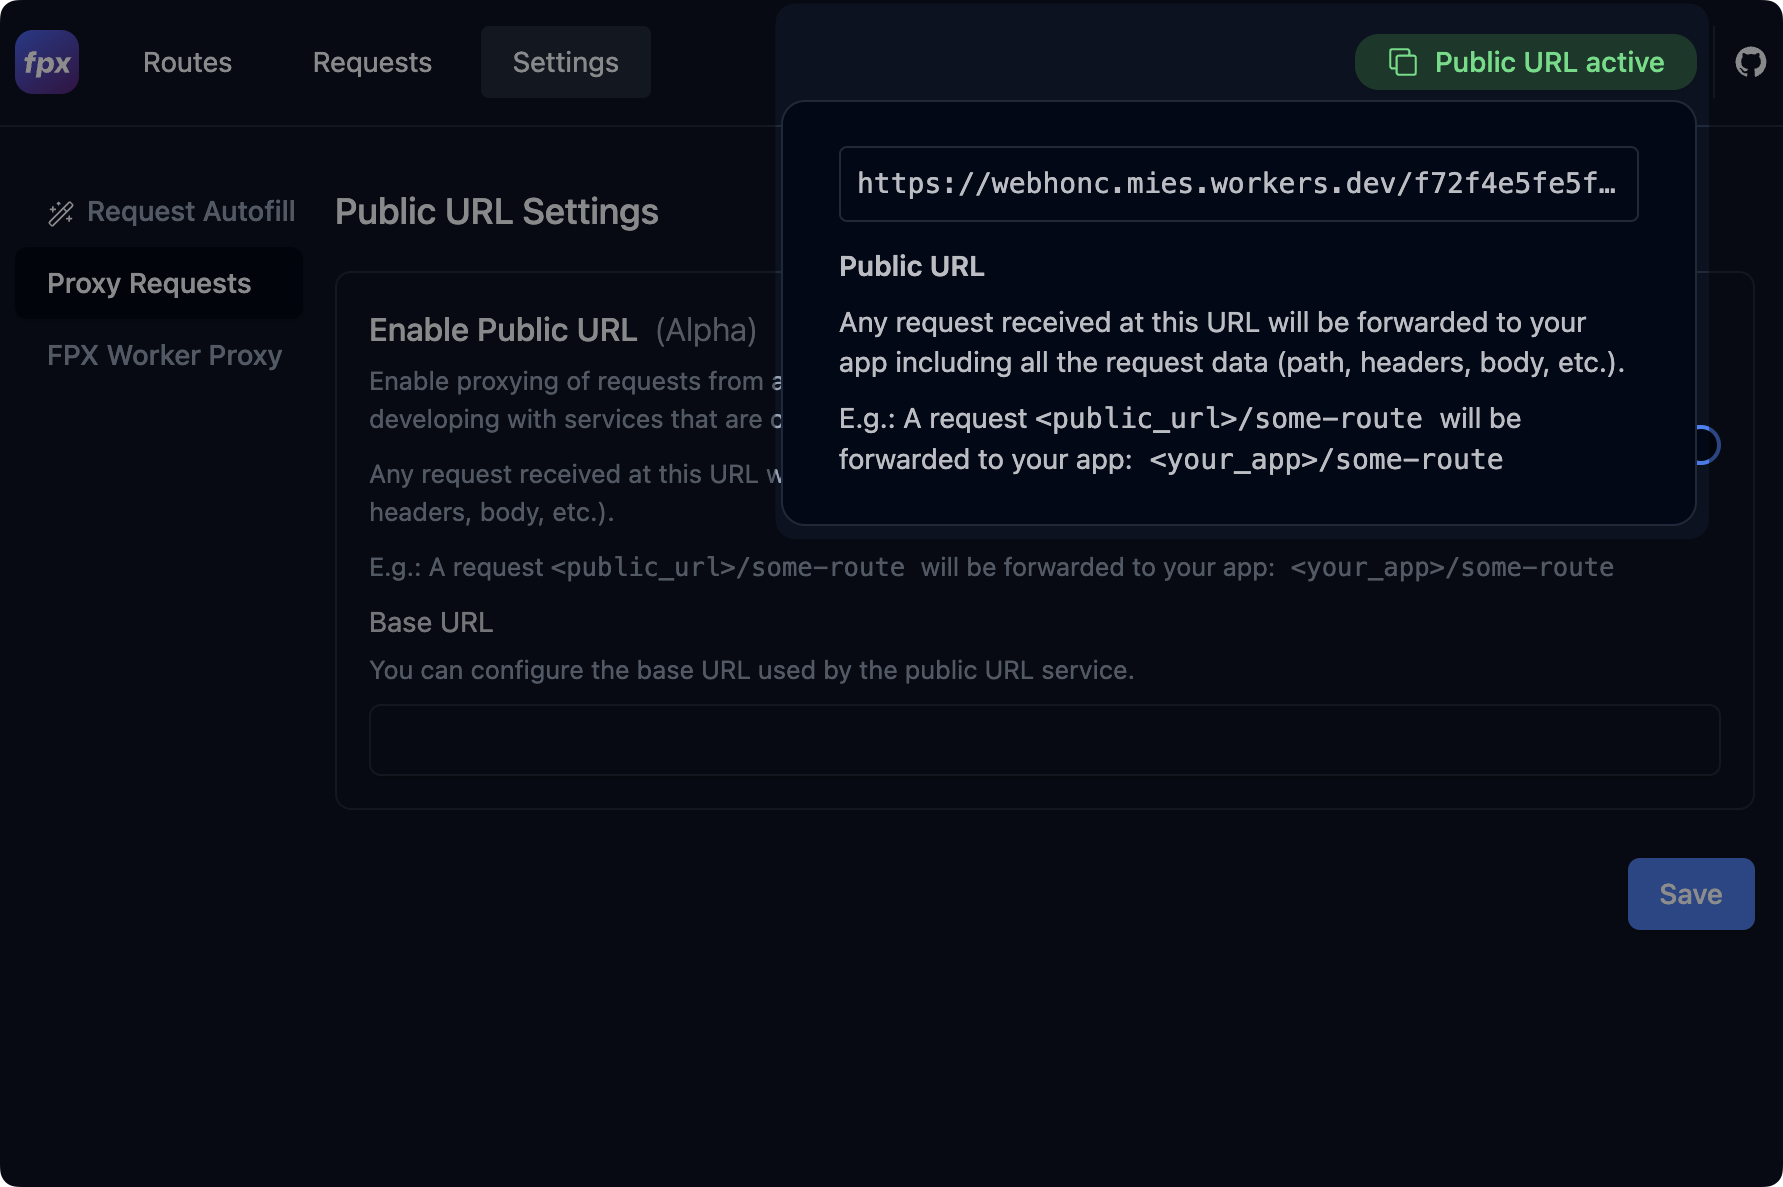 fpx
Routes
Requests
Settings
Public URL active
https://webhonc.mies.workers.dev/f72f4e5fe5f…
Public URL
Any request received at this URL will be forwarded to your
app including all the request data (path, headers, body, etc.).
E.g.: A request <public_url>/some-route will be
forwarded to your app: <your_app>/some-route
Request Autofill
Proxy Requests
FPX Worker Proxy
Public URL Settings
Enable Public URL (Alpha)
Enable proxying of requests from
developing with services that are
Any request received at this URL
headers, body, etc.).
E.g.: A request <public_url>/some-route will be forwarded to your app: <your_app>/some-route
Base URL
You can configure the base URL used by the public URL service.
Save